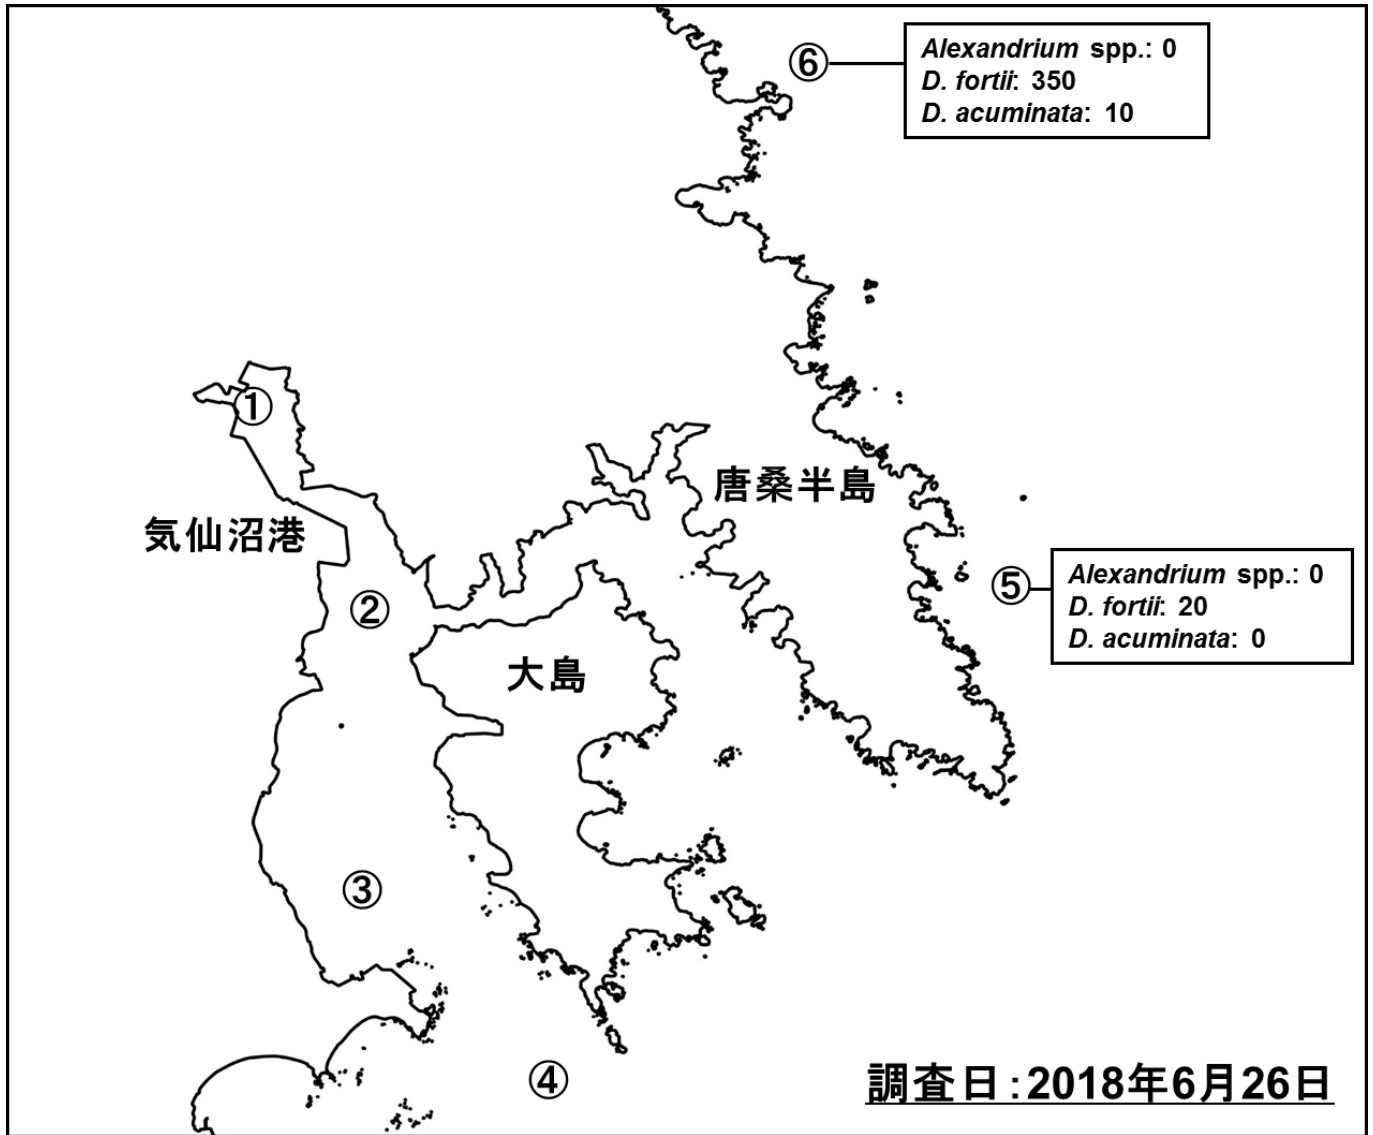 ⑥
Alexandrium spp.: 0
D. fortii: 350
D. acuminata: 10
①
唐桑半島
気仙沼港
⑤
Alexandrium spp.: 0
D. fortii: 20
D. acuminata: 0
②
大島
③
④
調査日：2018年6月26日